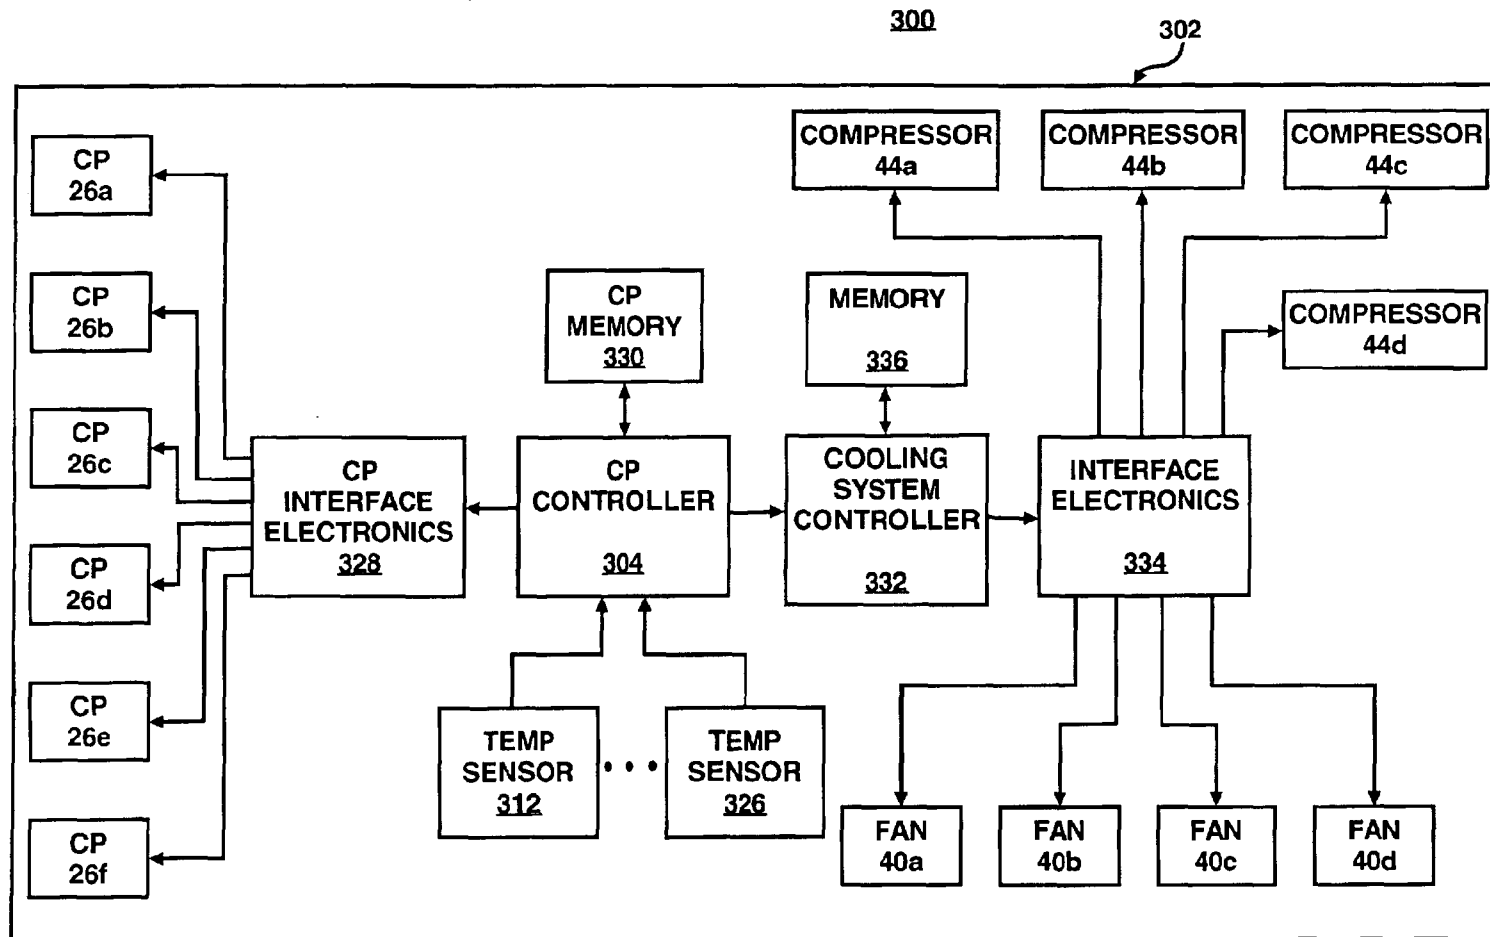 300
302
COMPRESSOR
44a
COMPRESSOR
44b
COMPRESSOR
44c
COMPRESSOR
44d
CP
26a
CP
26b
CP
26c
CP
26d
CP
26e
CP
26f
CP
MEMORY
330
MEMORY
336
CP
INTERFACE
ELECTRONICS
328
CP
CONTROLLER
304
COOLING
SYSTEM
CONTROLLER
332
INTERFACE
ELECTRONICS
334
TEMP
SENSOR
312
TEMP
SENSOR
326
FAN
40a
FAN
40b
FAN
40c
FAN
40d